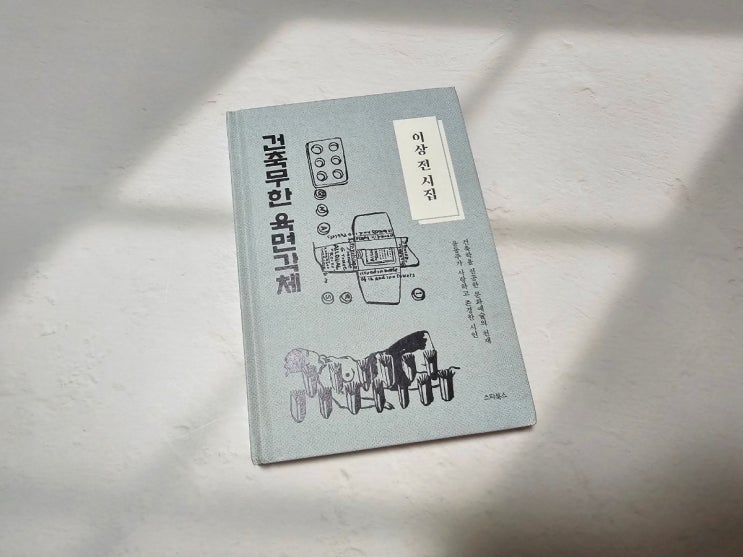 건축무한 육면각체
이상 전 시집
건축학을 전공한 문화예술의 천재
윤동주가 사랑하고 존경한 시인
스타북스